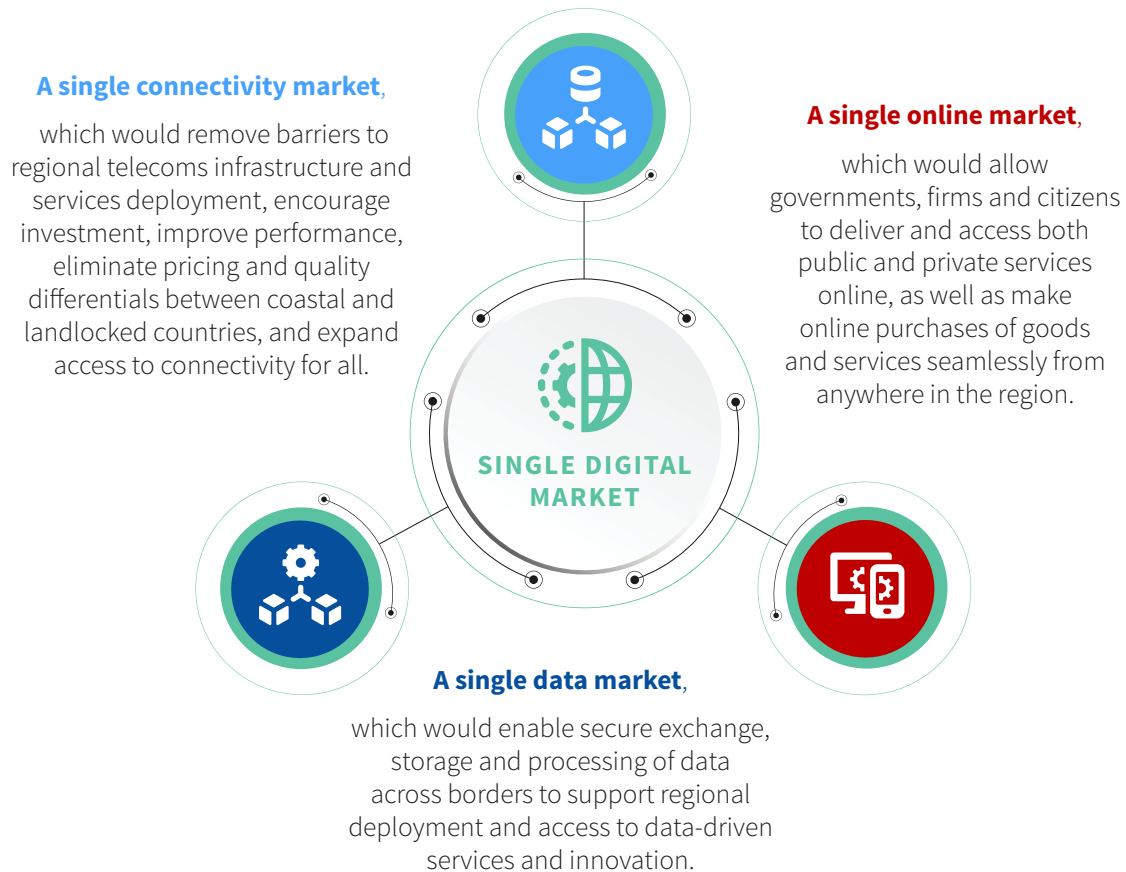 A single connectivity market,
which would remove barriers to
regional telecoms infrastructure and
services deployment, encourage
investment, improve performance,
eliminate pricing and quality
differentials between coastal and
landlocked countries, and expand
access to connectivity for all.
A single online market,
which would allow
governments, firms and citizens
to deliver and access both
public and private services
online, as well as make
online purchases of goods
and services seamlessly from
anywhere in the region.
SINGLE DIGITAL
MARKET
A single data market,
which would enable secure exchange,
storage and processing of data
across borders to support regional
deployment and access to data-driven
services and innovation.